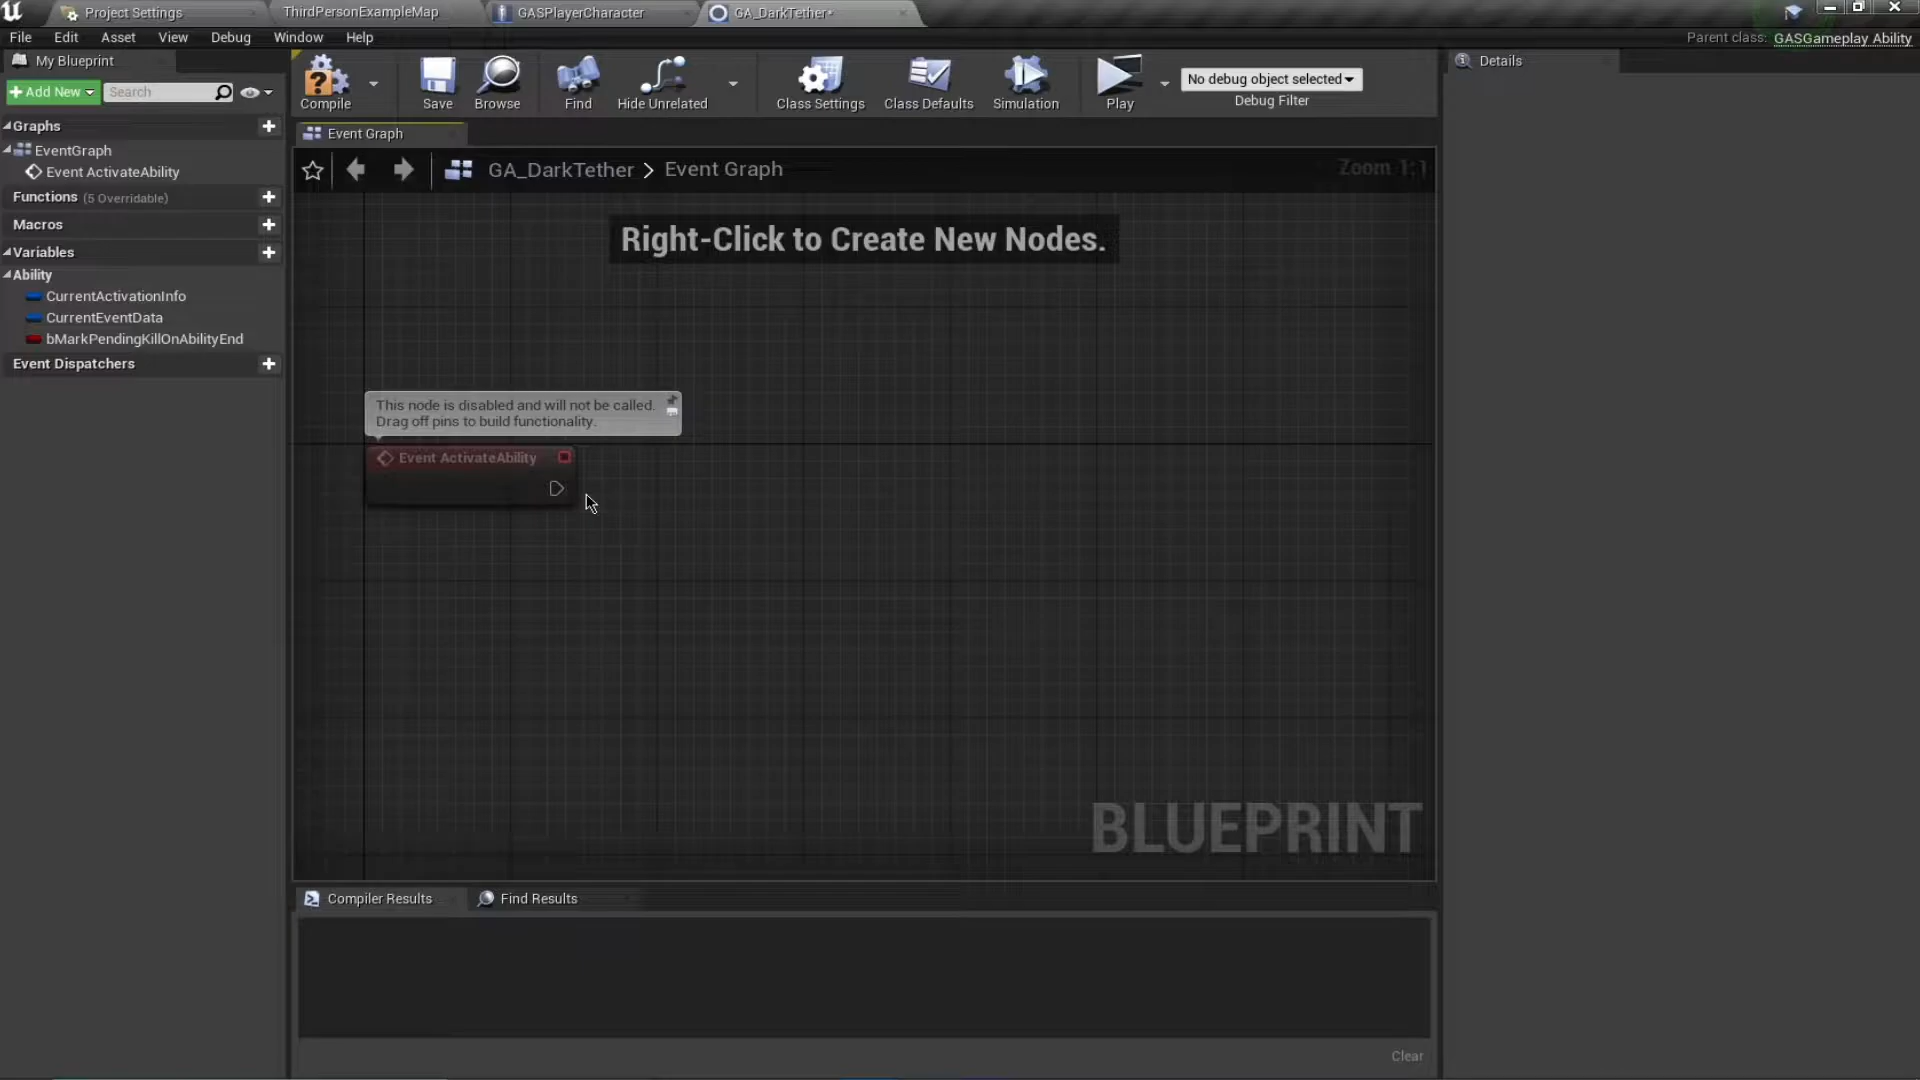 Project Settings
ThirdPersonExampleMap
GASPlayerCharacter
GA_DarkTether*
File Edit Asset View Debug Window Help
Parent class: GASGameplay Ability
My Blueprint
Add New
Search
Compile
Save
Browse
Find
Hide Unrelated
Class Settings
Class Defaults
Simulation
Play
No debug object selected
Debug Filter
Details
Graphs
EventGraph
Event ActivateAbility
Functions (5 Overridable)
Macros
Variables
Ability
CurrentActivationInfo
CurrentEventData
bMarkPendingKillOnAbilityEnd
Event Dispatchers
Event Graph
GA_DarkTether > Event Graph
Zoom 1:1
Right-Click to Create New Nodes.
This node is disabled and will not be called.
Drag off pins to build functionality.
Event ActivateAbility
BLUEPRINT
Compiler Results
Find Results
Clear